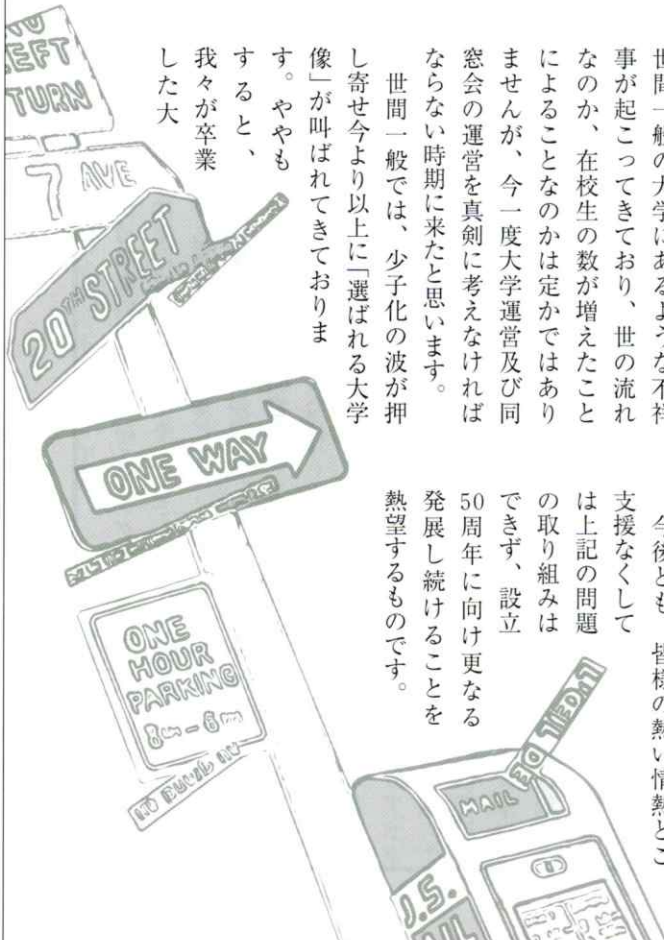 世間一般の大学にあるような不祥
事が起こってきており、世の流れ
なのか、在校生の数が増えたこと
によることなのかは定かではあり
ませんが、今一度大学運営及び同
窓会の運営を真剣に考えなければ
ならない時期に来たと思います。
世間一般では、少子化の波が押
し寄せ今より以上に「選ばれる大学
像」が叫ばれてきておりま
す。ややも
すると、
我々が卒業
した大
今後とも、皆様の熱い情熱とご
支援なくして
は上記の問題
の取り組みは
できず、設立
50周年に向け更なる
発展し続けることを
熱望するものです。
TURN
7 AVE
20TH STREET
ONE WAY
ONE
HOUR
PARKING
8am-6pm
MAIL